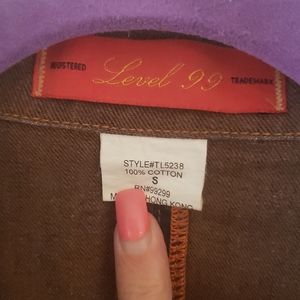 REGISTERED
Level 99
TRADEMARK
STYLE#TL5238
100% COTTON
S
RN#99299
HONG KONG